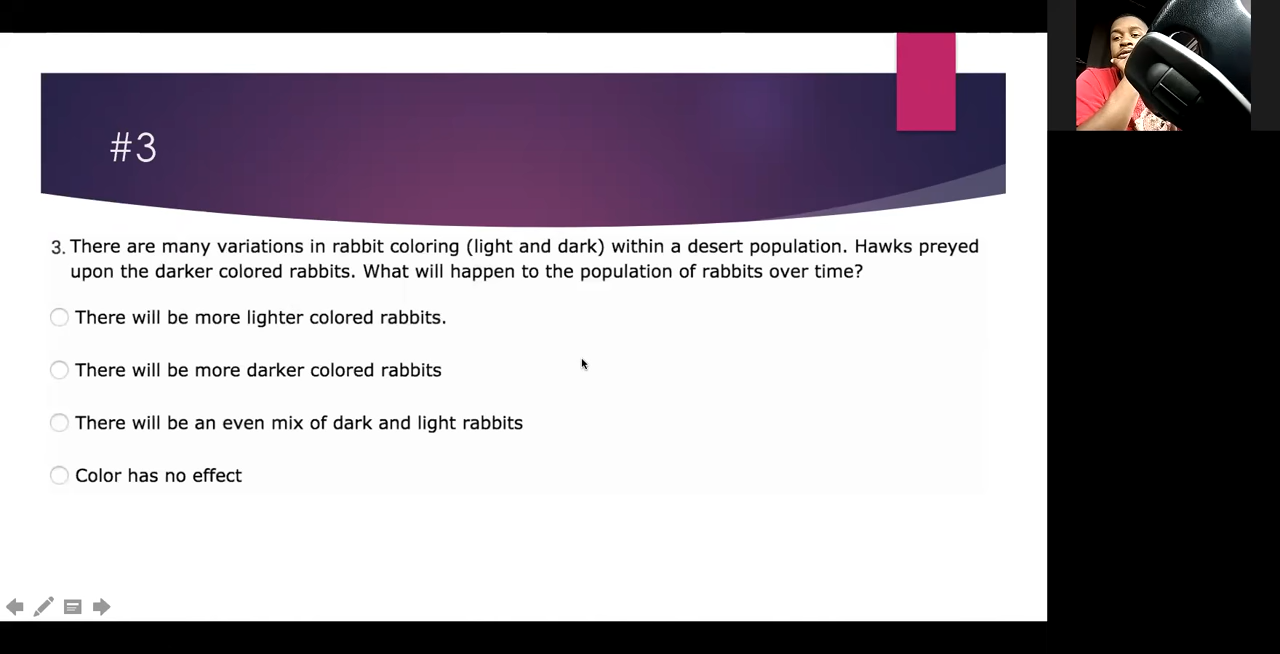 #3
3. There are many variations in rabbit coloring (light and dark) within a desert population. Hawks preyed
upon the darker colored rabbits. What will happen to the population of rabbits over time?
There will be more lighter colored rabbits.
There will be more darker colored rabbits
There will be an even mix of dark and light rabbits
Color has no effect